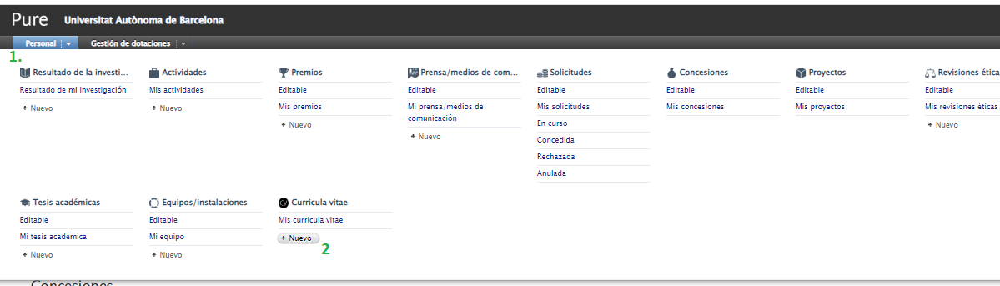 Pure Universitat Autònoma de Barcelona
Personal Gestión de dotaciones
1.
Resultado de la investi... Actividades Premios Prensa/medios de com... Solicitudes Concesiones Proyectos Revisiones ética
Resultado de mi investigación Mis actividades Editable Editable Editable Editable Editable Editable
+ Nuevo + Nuevo Mis premios Mi prensa/medios de comunicación Mis solicitudes Mis concesiones Mis proyectos Mis revisiones éticas
+ Nuevo + Nuevo En curso + Nuevo
Concedida
Rechazada
Anulada
Tesis académicas Equipos/instalaciones Curricula vitae
Editable Editable Mis curricula vitae
Mi tesis académica Mi equipo + Nuevo 2
+ Nuevo + Nuevo
Concesiones